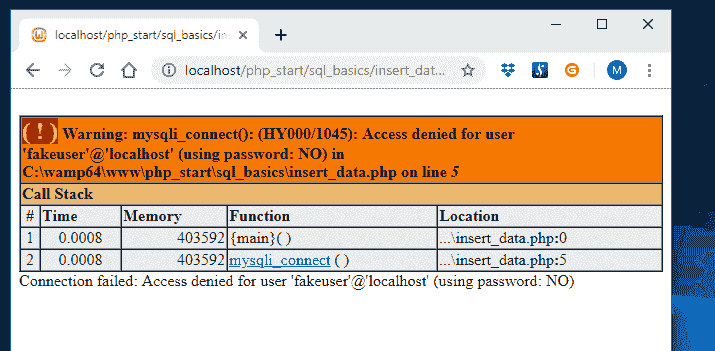 localhost/php_start/sql_basics/in
localhost/php_start/sql_basics/insert_dat...
M
( ! ) Warning: mysqli_connect(): (HY000/1045): Access denied for user
'fakeuser'@'localhost' (using password: NO) in
C:\wamp64\www\php_start\sql_basics\insert_data.php on line 5
Call Stack
# Time Memory Function Location
1 0.0008 403592 {main}( ) ...\insert_data.php:0
2 0.0008 403592 mysqli_connect ( ) ...\insert_data.php:5
Connection failed: Access denied for user 'fakeuser'@'localhost' (using password: NO)